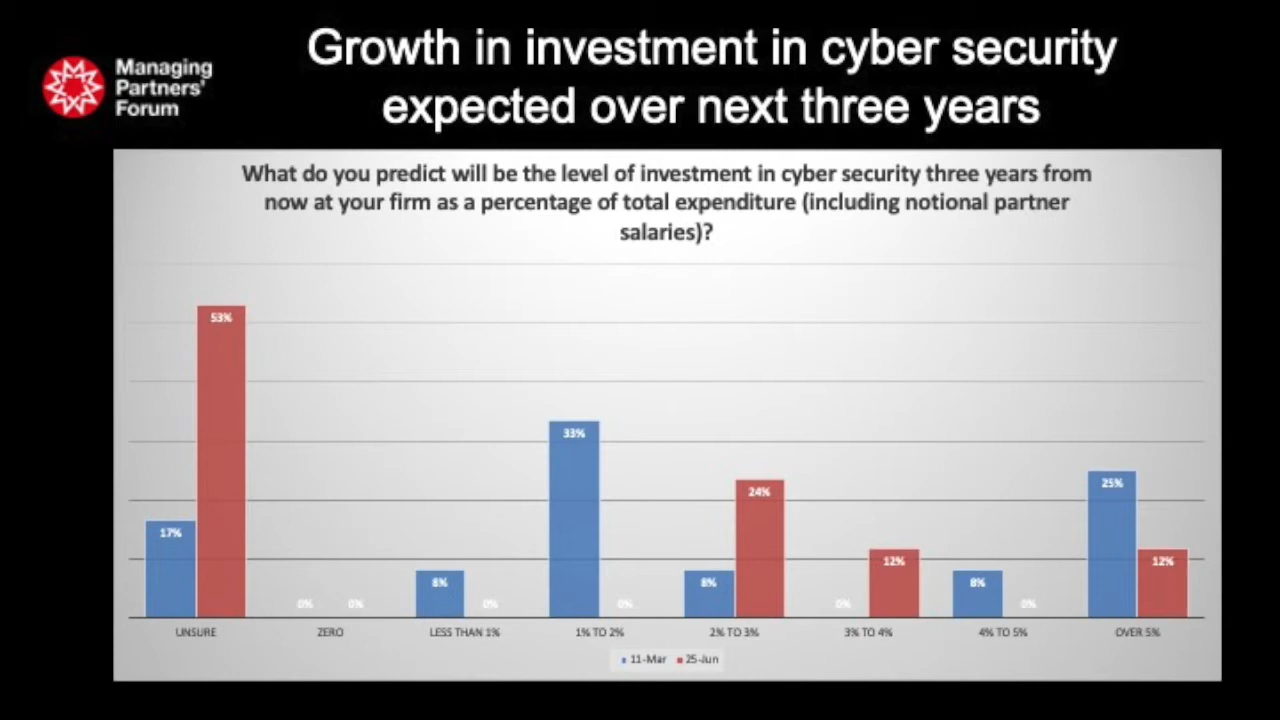 Managing
Partners'
Forum
Growth in investment in cyber security
expected over next three years
What do you predict will be the level of investment in cyber security three years from
now at your firm as a percentage of total expenditure (including notional partner
salaries)?
53%
33%
25%
24%
17%
12%
12%
8%
8%
8%
0%
0%
0%
0%
0%
0%
UNSURE
ZERO
LESS THAN 1%
1% TO 2%
2% TO 3%
3% TO 4%
4% TO 5%
OVER 5%
11-Mar
25-Jun